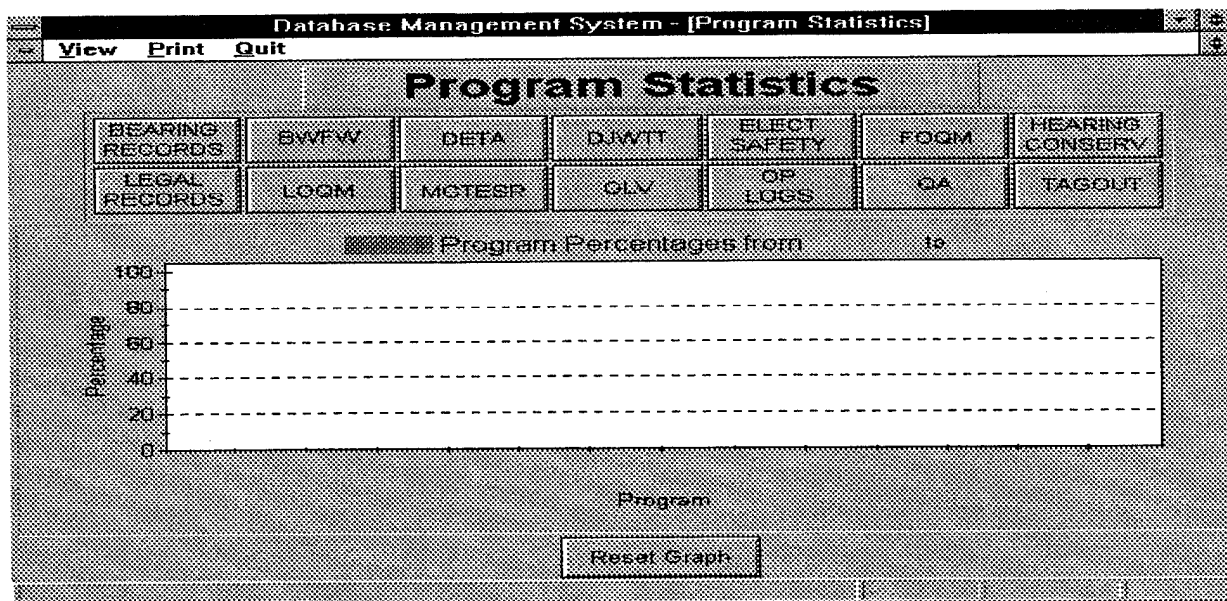 Database Management System - [Program Statistics]
View Print Quit
Program Statistics
BEARING RECORDS
BWFW
DETA
DJWTT
ELECT SAFETY
FOQM
HEARING CONSERV
LEGAL RECORDS
LOQM
MCTESP
OLV
OP LOGS
QA
TAGOUT
Program Percentages from to
100
80
60
40
20
0
Percentage
Program
Reset Graph